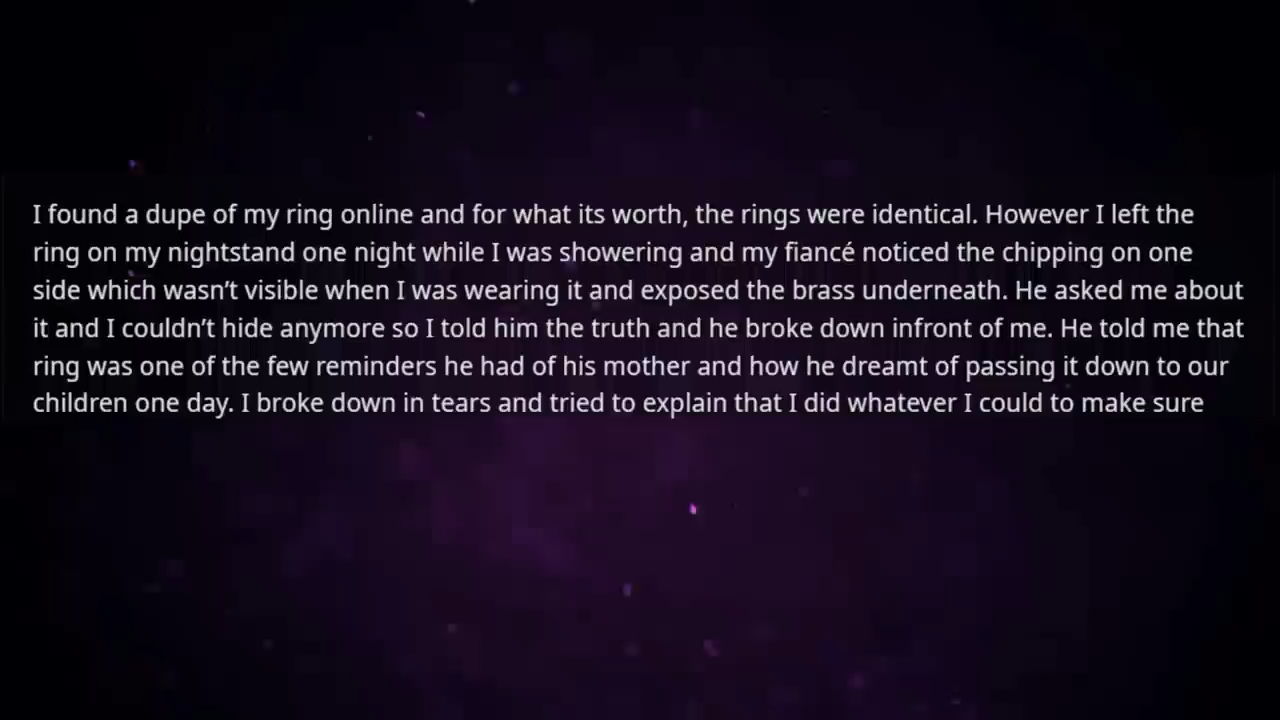 I found a dupe of my ring online and for what its worth, the rings were identical. However I left the
ring on my nightstand one night while I was showering and my fiancé noticed the chipping on one
side which wasn’t visible when I was wearing it and exposed the brass underneath. He asked me about
it and I couldn’t hide anymore so I told him the truth and he broke down infront of me. He told me that
ring was one of the few reminders he had of his mother and how he dreamt of passing it down to our
children one day. I broke down in tears and tried to explain that I did whatever I could to make sure